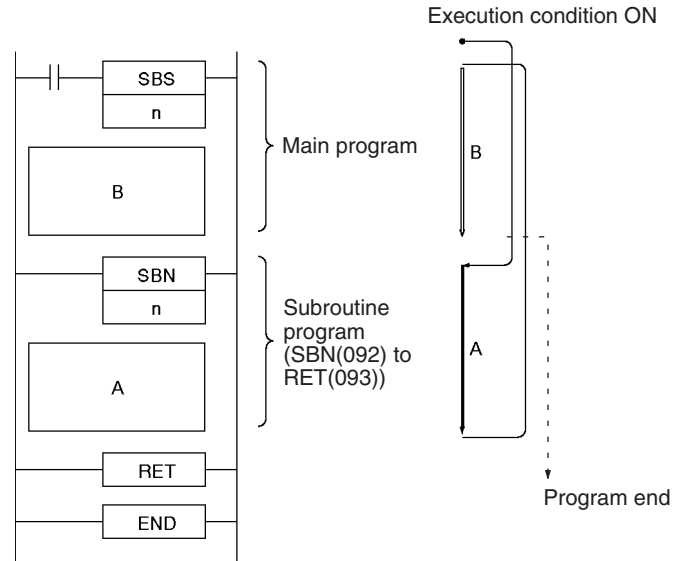 Execution condition ON
SBS
n
B
Main program
B
SBN
n
Subroutine
program
(SBN(092) to
RET(093))
A
A
RET
Program end
END